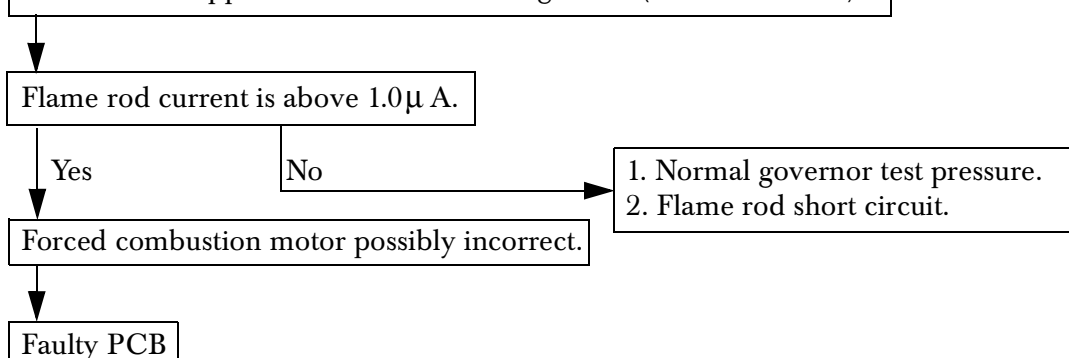 Flame rod current is above 1.0μ A.
Yes
No
1. Normal governor test pressure.
2. Flame rod short circuit.
Forced combustion motor possibly incorrect.
Faulty PCB